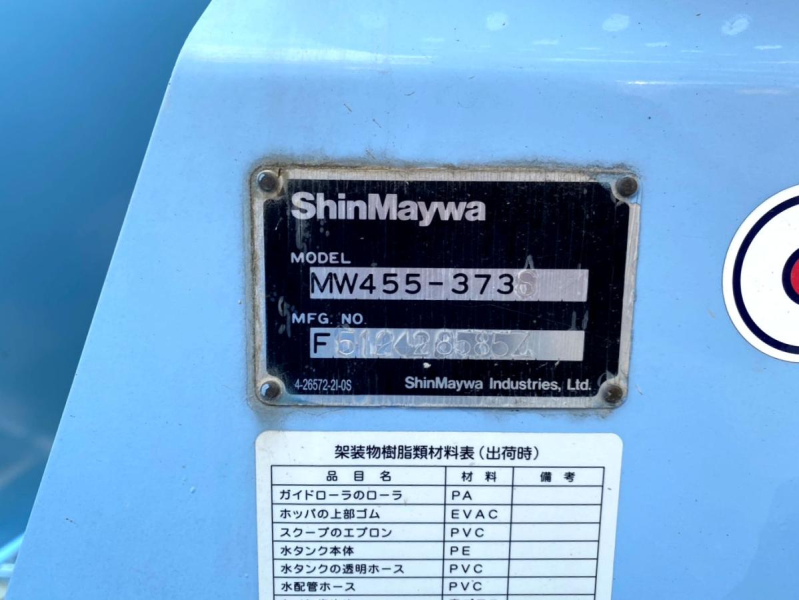 ShinMaywa
MODEL
MW455-373
MFG. NO.
4-26572-2I-0S
ShinMaywa Industries, Ltd.
架装物樹脂類材料表(出荷時)
品目名 材料 備考
ガイドローラのローラ PA
ホッパの上部ゴム EVAC
スクープのエプロン PVC
水タンク本体 PE
水タンクの透明ホース PVC
水配管ホース PVC